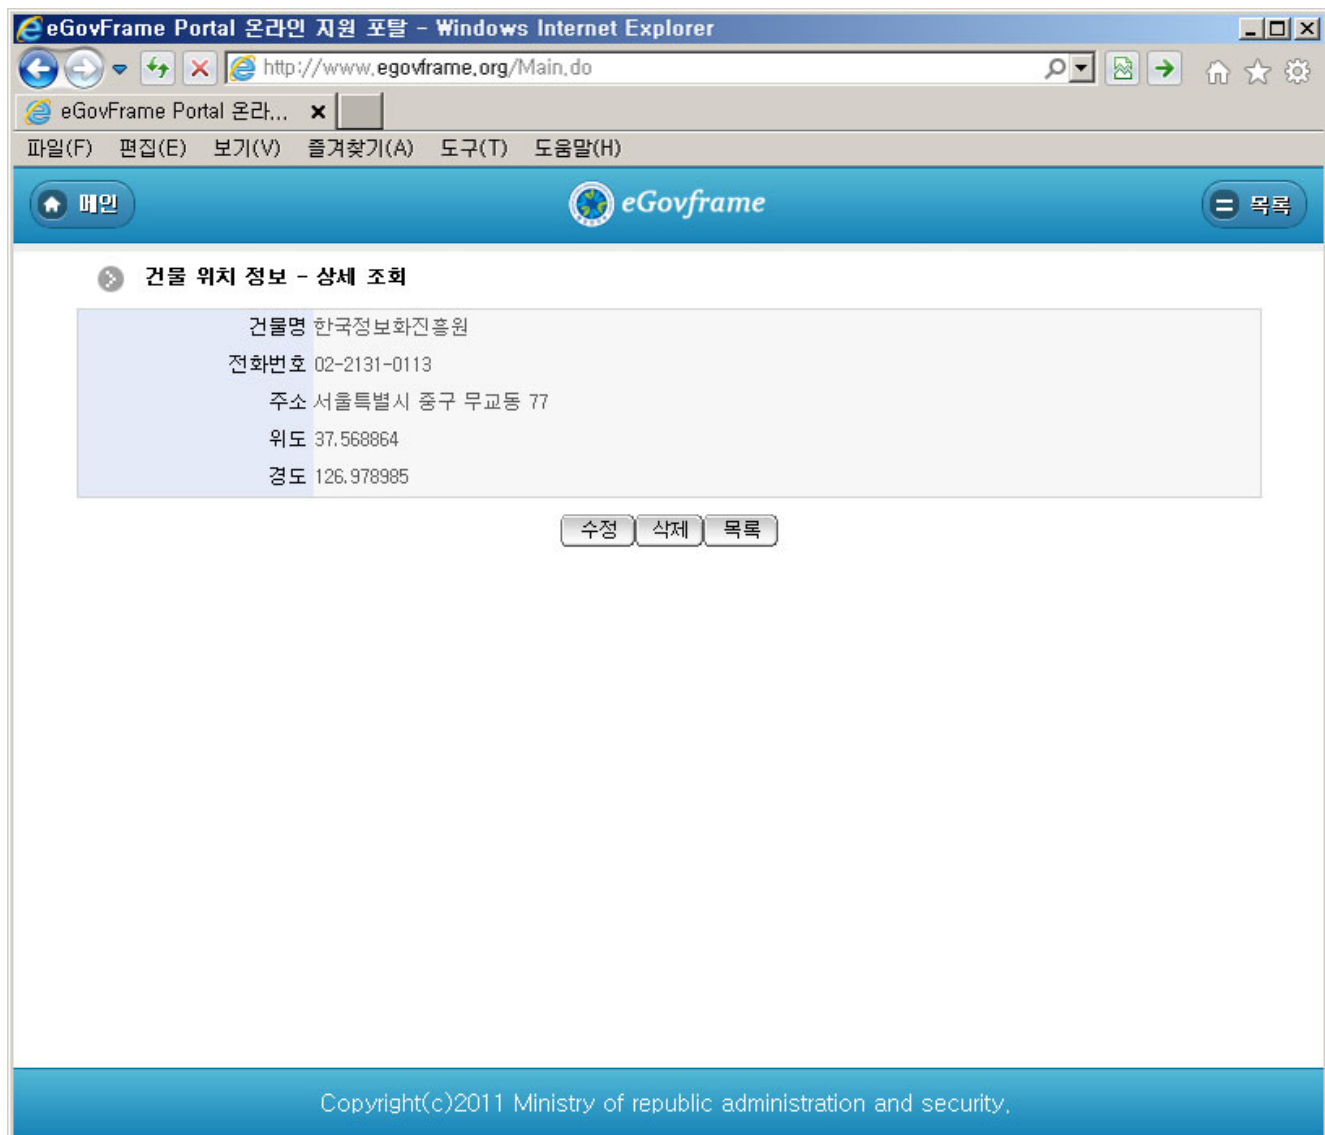 eGovFrame Portal 온라인 지원 포탈 - Windows Internet Explorer
http://www.egovframe.org/Main.do
eGovFrame Portal 온라...
파일(F) 편집(E) 보기(V) 즐겨찾기(A) 도구(T) 도움말(H)
메인 eGovframe 목록
건물 위치 정보 - 상세 조회
건물명 한국정보화진흥원
전화번호 02-2131-0113
주소 서울특별시 중구 무교동 77
위도 37.568864
경도 126.978985
수정 삭제 목록
Copyright(c)2011 Ministry of republic administration and security.